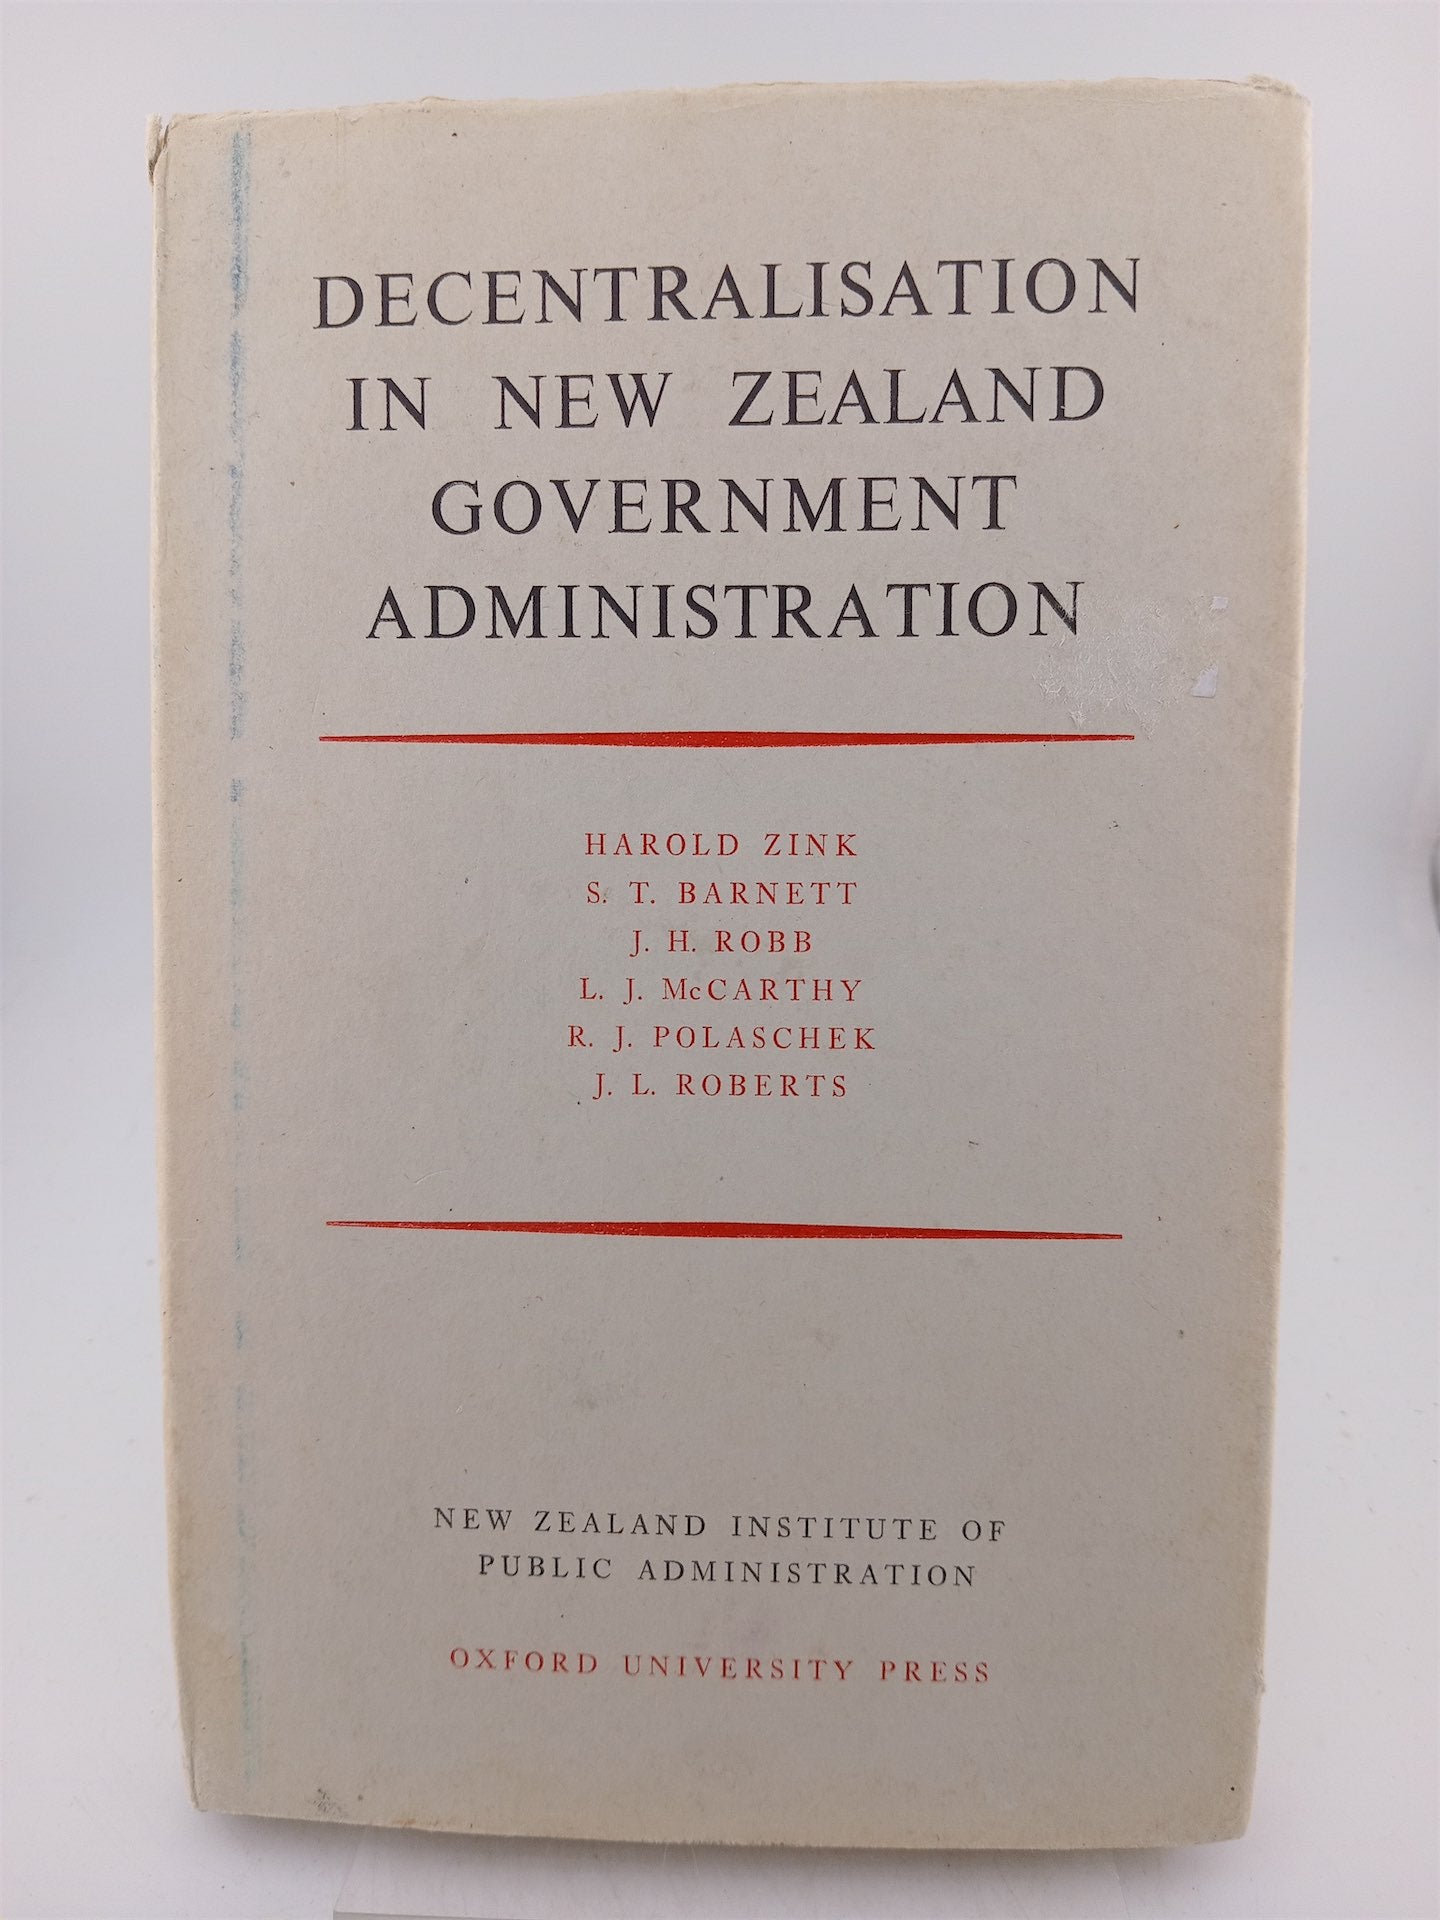 DECENTRALISATION
IN NEW ZEALAND
GOVERNMENT
ADMINISTRATION
HAROLD ZINK
S. T. BARNETT
J. H. ROBB
L. J. McCARTHY
R. J. POLASCHEK
J. L. ROBERTS
NEW ZEALAND INSTITUTE OF
PUBLIC ADMINISTRATION
OXFORD UNIVERSITY PRESS